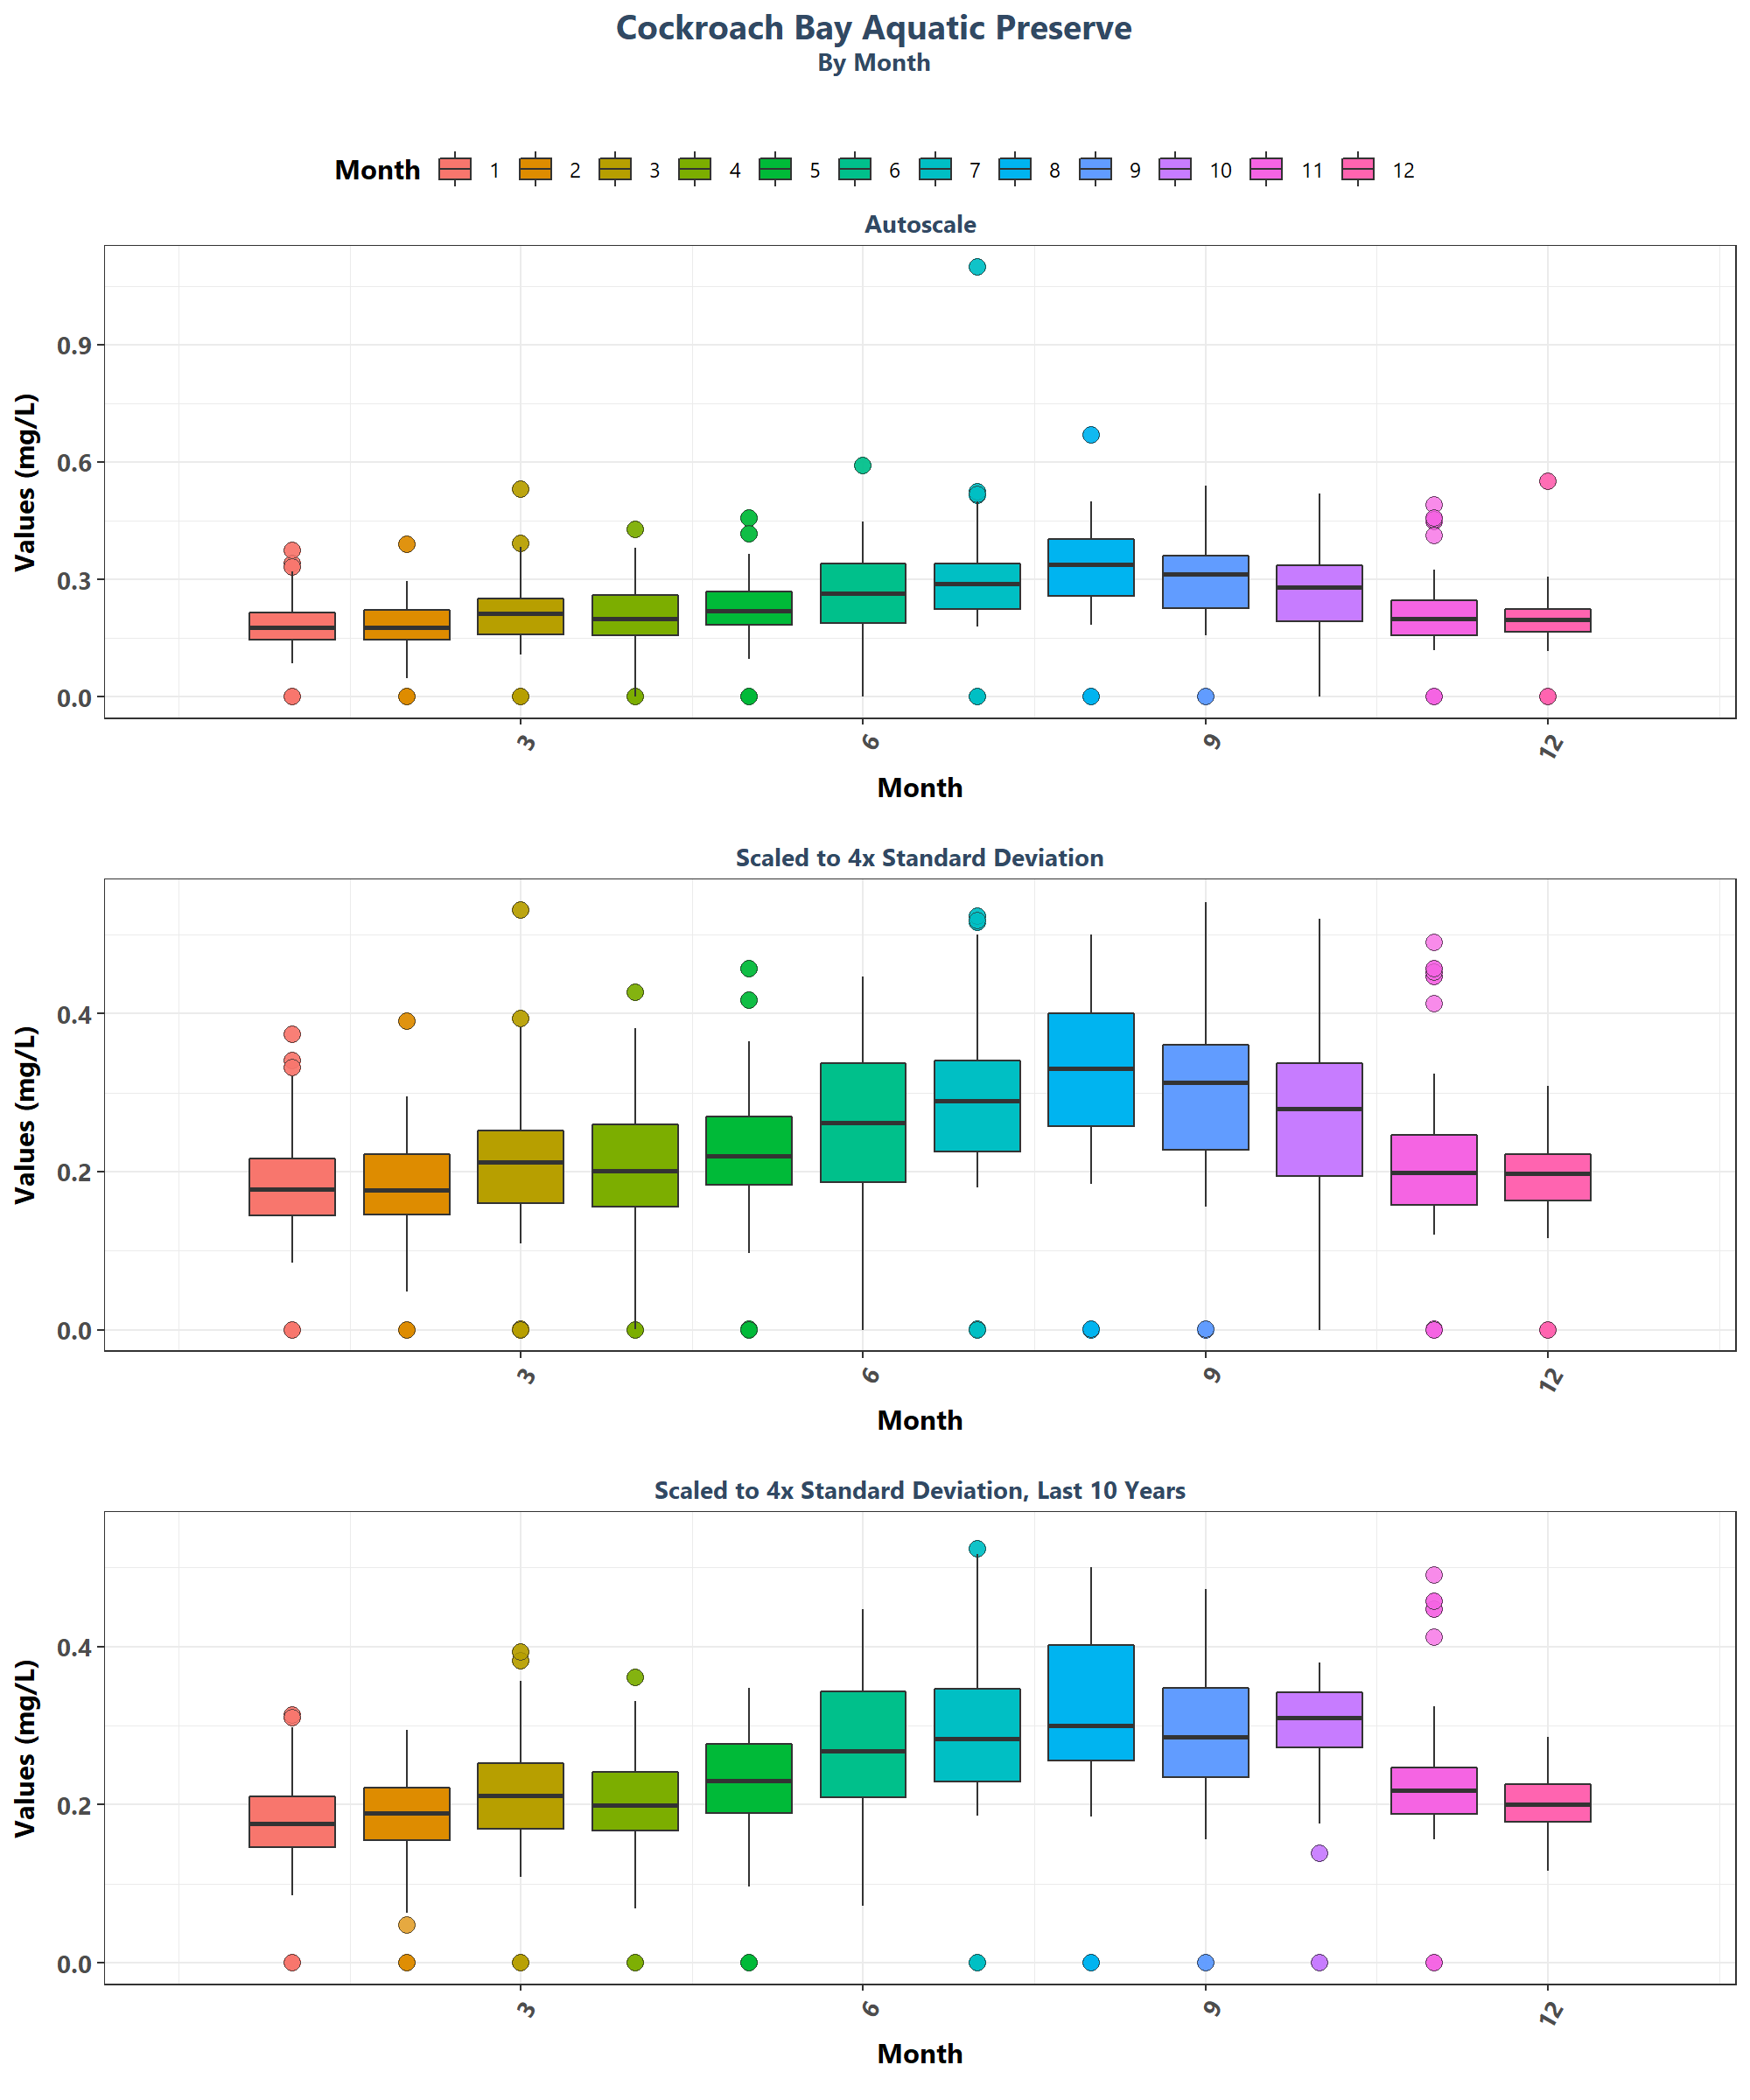 Cockroach Bay Aquatic Preserve
By Month
Month 1 2 3 4 5 6 7 8 9 10 11 12
Autoscale
Values (mg/L)
0.9
0.6
0.3
0.0
3 6 9 12
Month
Scaled to 4x Standard Deviation
Values (mg/L)
0.4
0.2
0.0
3 6 9 12
Month
Scaled to 4x Standard Deviation, Last 10 Years
Values (mg/L)
0.4
0.2
0.0
3 6 9 12
Month